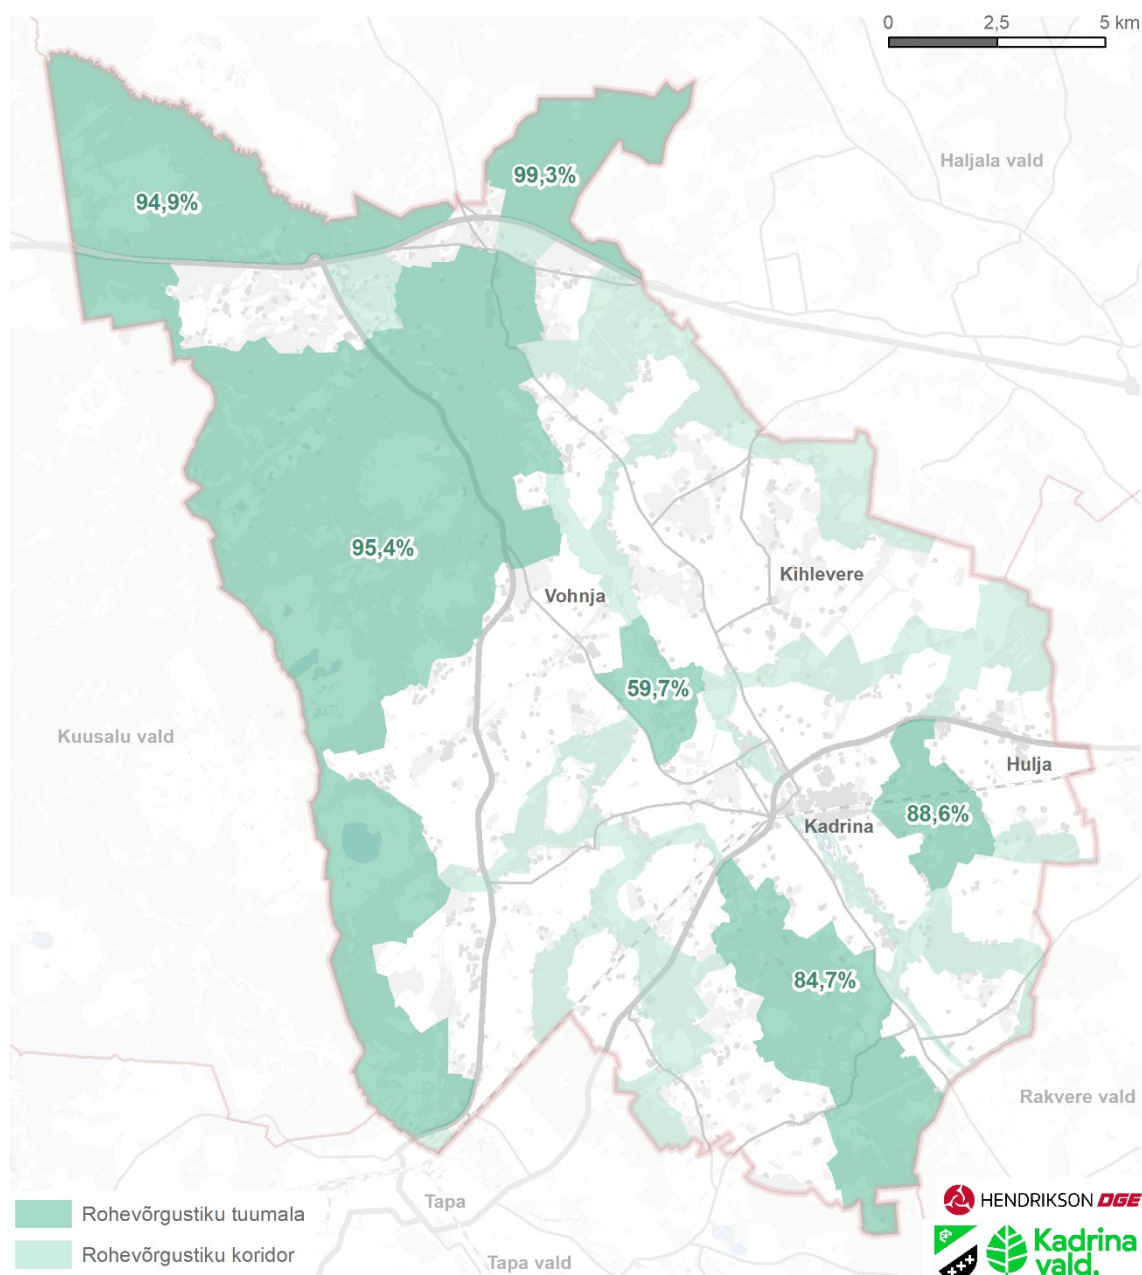 0 2,5 5 km
Haljala vald
99,3%
94,9%
95,4%
Kihlevere
Vohnja
59,7%
Kuusalu vald
Hulja
88,6%
Kadrina
84,7%
Rakvere vald
Tapa
Tapa vald
Rohevõrgustiku tuumala
Rohevõrgustiku koridor
HENDRIKSON DGE
Kadrina
vald.